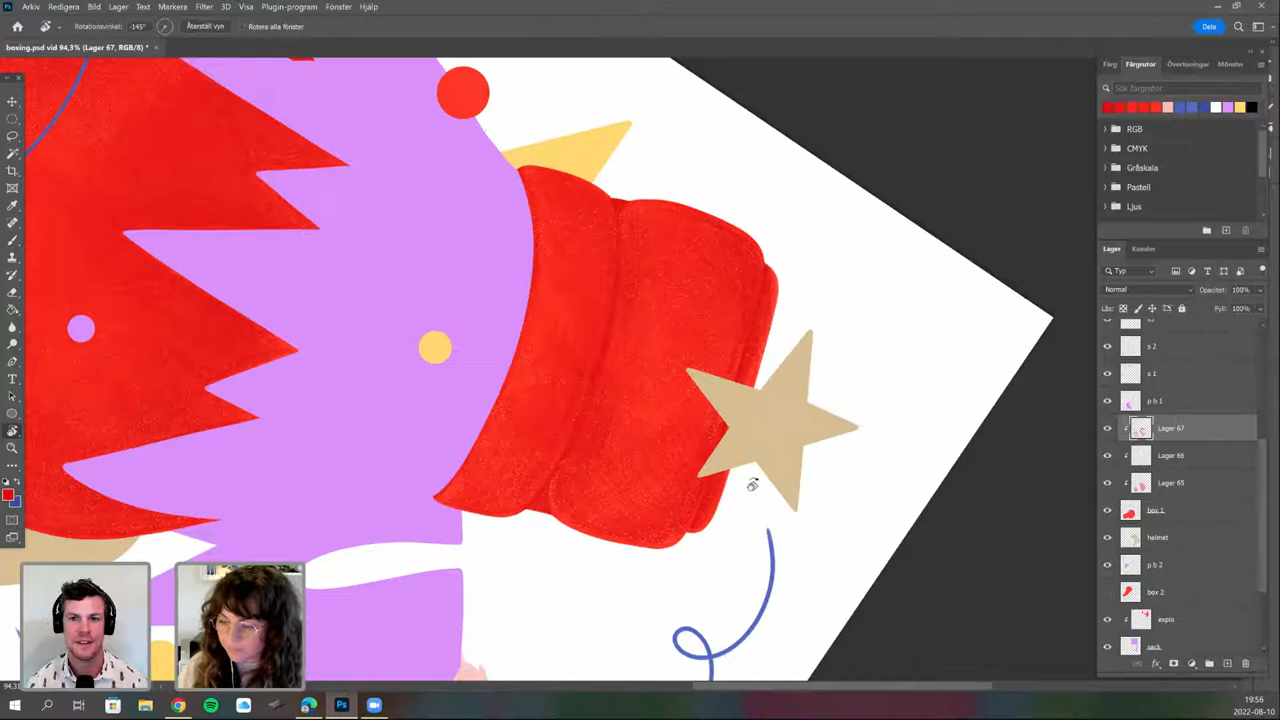 Arkiv Redigera Bild Lager Text Markera Filter 3D Visa Plugin-program Fönster Hjälp
Rotationsvinkel: -145° Återställ vyn Rotera alla fönster Dela
boxing.psd vid 94,3% (Lager 67, RGB/8) *
Färg Färgrutor Övertoningar Mönster
Sök färgrutor
RGB
CMYK
Gråskala
Pastell
Ljus
Lager Kanaler
Typ
Normal Opacitet: 100%
Lås: Fyll: 100%
s 2
s 1
p b 1
Lager 67
Lager 66
Lager 65
box 1
helmet
p b 2
box 2
explo
sack
19:56
2022-08-10